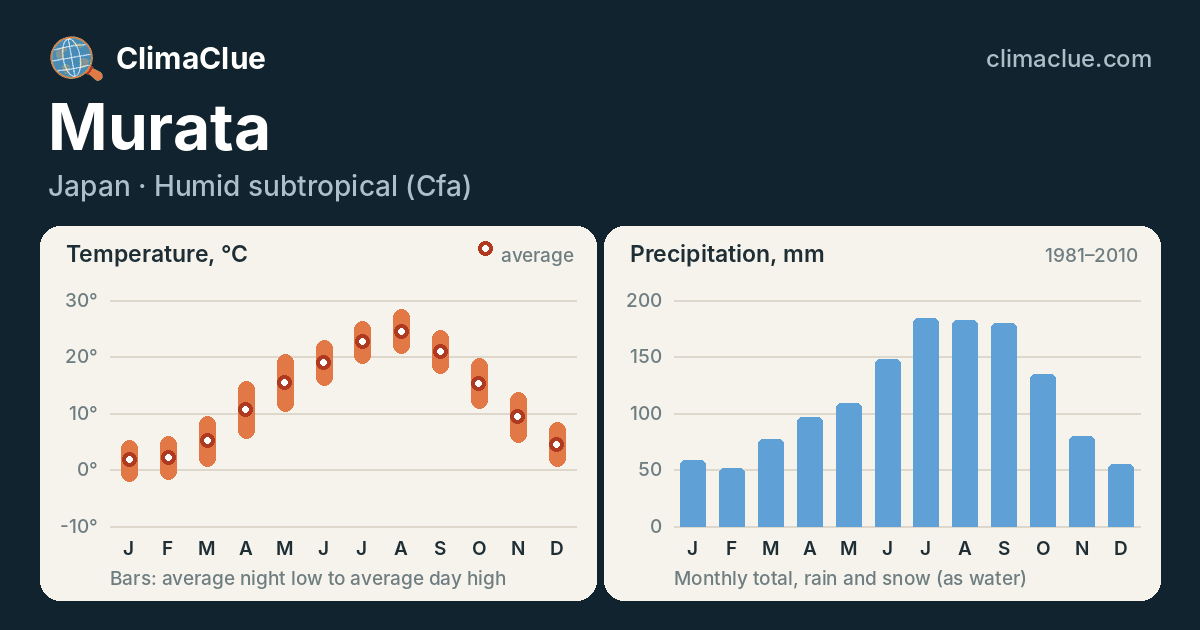 ClimaClue
climaclue.com
Murata
Japan · Humid subtropical (Cfa)
Temperature, °C
average
30°
20°
10°
0°
-10°
J F M A M J J A S O N D
Bars: average night low to average day high
Precipitation, mm
1981–2010
200
150
100
50
0
J F M A M J J A S O N D
Monthly total, rain and snow (as water)